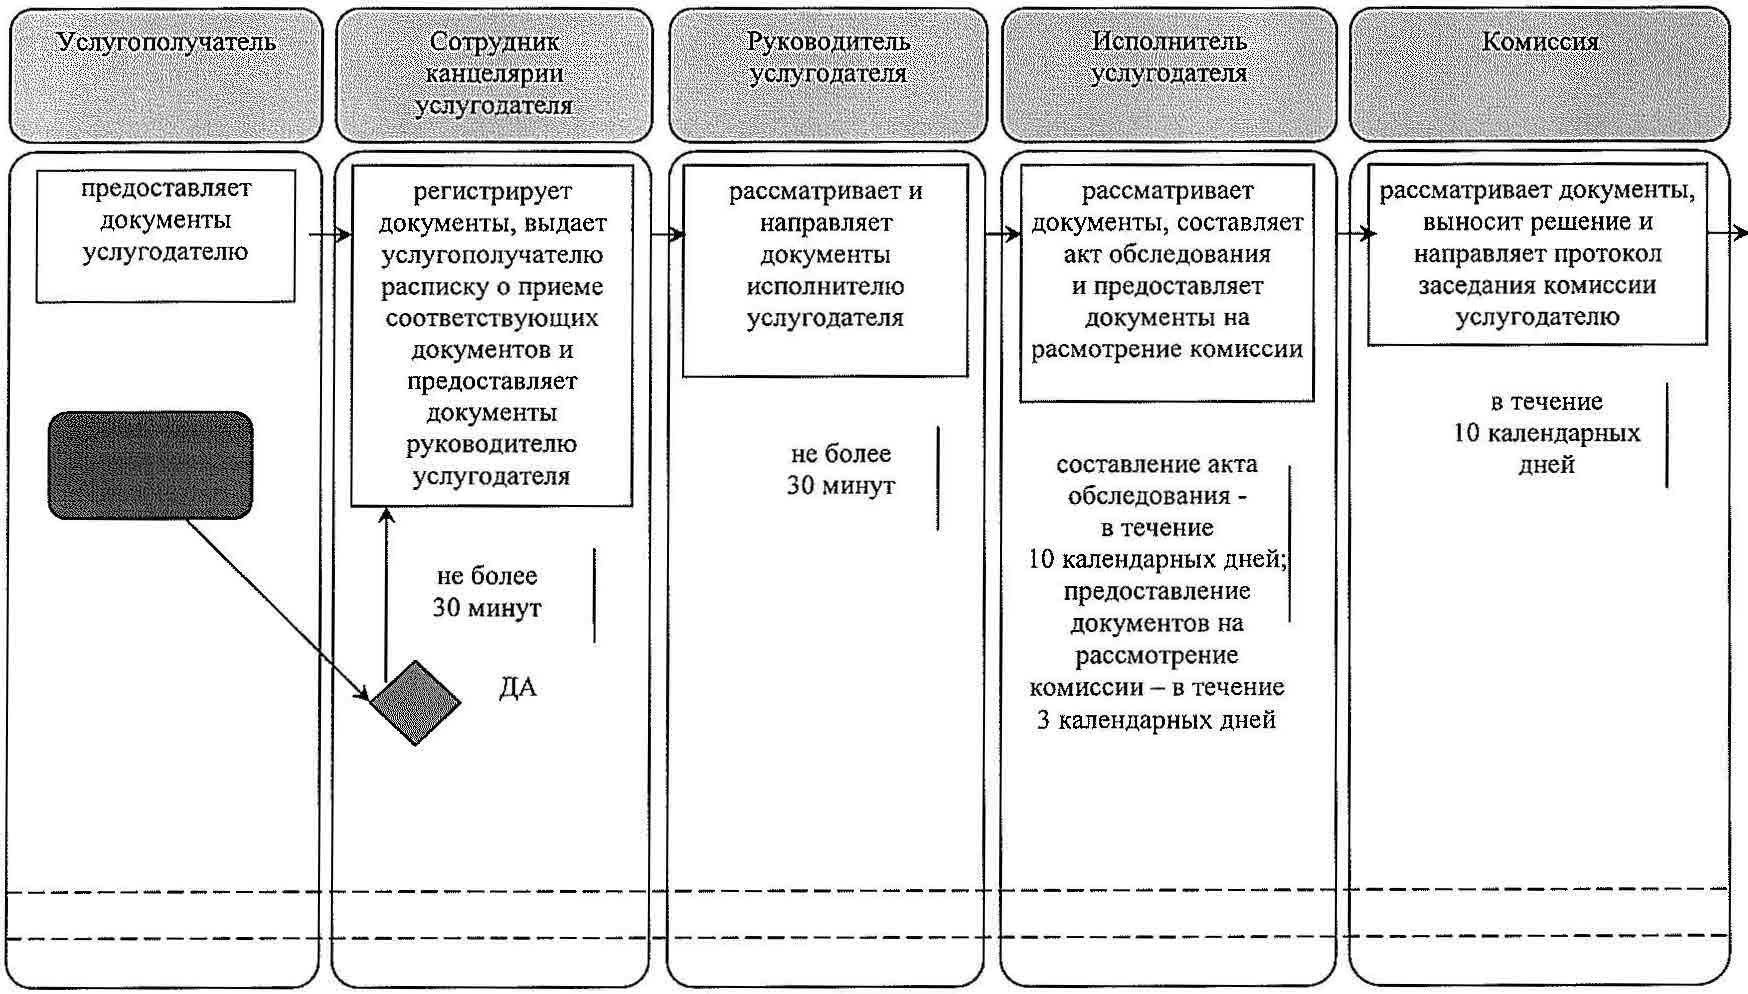 Услугополучатель
Сотрудник
канцелярии
услугодателя
Руководитель
услугодателя
Исполнитель
услугодателя
Комиссия
предоставляет
документы
услугодателю
регистрирует
документы, выдает
услугополучателю
расписку о приеме
соответствующих
документов и
предоставляет
документы
руководителю
услугодателя
не более
30 минут
ДА
рассматривает и
направляет
документы
исполнителю
услугодателя
не более
30 минут
рассматривает
документы, составляет
акт обследования
и предоставляет
документы на
расмотрение комиссии
составление акта
обследования -
в течение
10 календарных дней;
предоставление
документов на
рассмотрение
комиссии – в течение
3 календарных дней
рассматривает документы,
выносит решение и
направляет протокол
заседания комиссии
услугодателю
в течение
10 календарных
дней